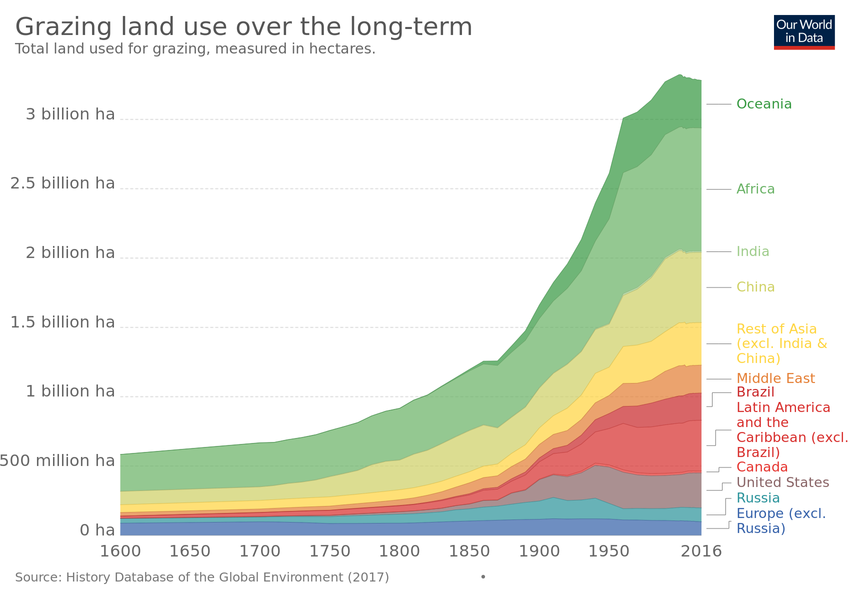 Grazing land use over the long-term
Total land used for grazing, measured in hectares.
Our World
in Data
3 billion ha
2.5 billion ha
2 billion ha
1.5 billion ha
1 billion ha
500 million ha
0 ha
1600
1650
1700
1750
1800
1850
1900
1950
2016
Oceania
Africa
India
China
Rest of Asia
(excl. India &
China)
Middle East
Brazil
Latin America
and the
Caribbean (excl.
Brazil)
Canada
United States
Russia
Europe (excl.
Russia)
Source: History Database of the Global Environment (2017)
•